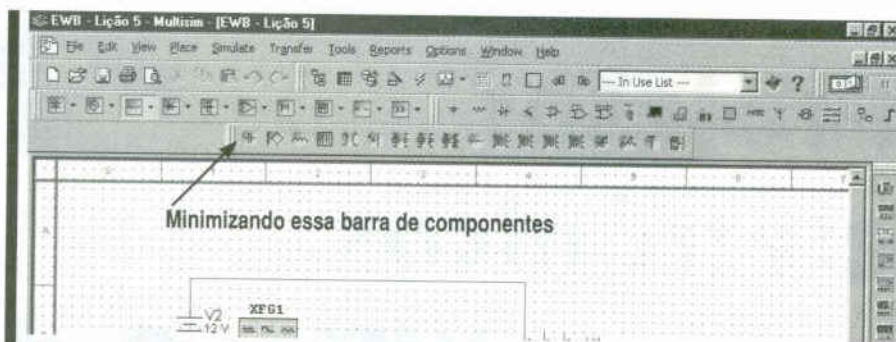 EWB - Lição 5 - Multisim - [EWB - Lição 5]
File Edit View Place Simulate Transfer Tools Reports Options Window Help
--- In Use List ---
Minimizando essa barra de componentes
V2
12 V
XFG1